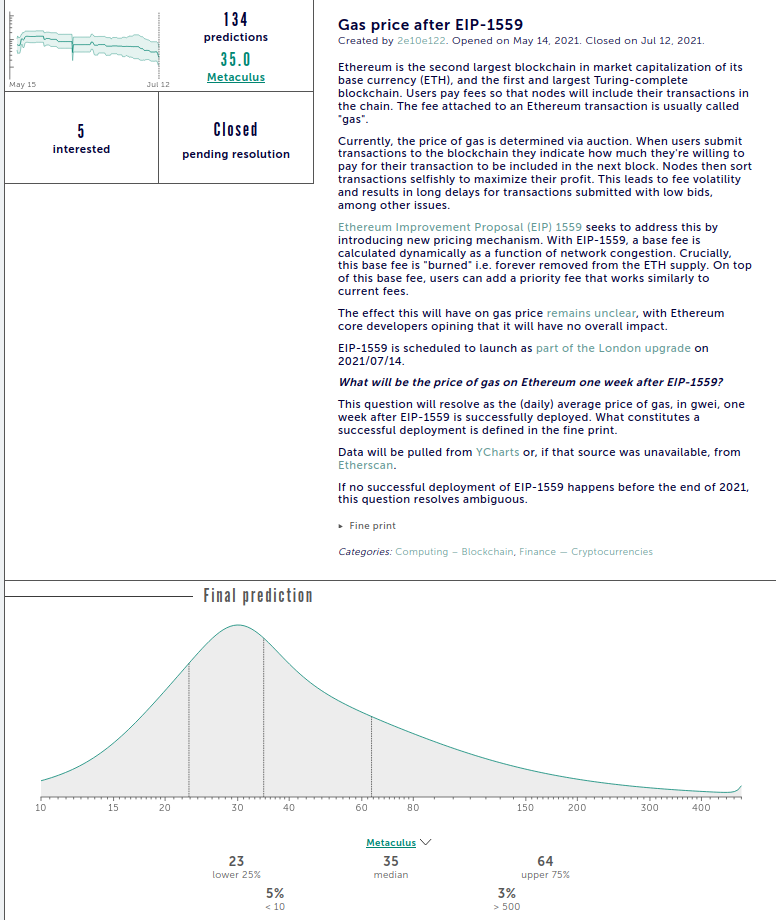 134
predictions
35.0
Metaculus
May 15
Jul 12
5
interested
Closed
pending resolution
Gas price after EIP-1559
Created by 2e10e122. Opened on May 14, 2021. Closed on Jul 12, 2021.
Ethereum is the second largest blockchain in market capitalization of its
base currency (ETH), and the first and largest Turing-complete
blockchain. Users pay fees so that nodes will include their transactions in
the chain. The fee attached to an Ethereum transaction is usually called
"gas".
Currently, the price of gas is determined via auction. When users submit
transactions to the blockchain they indicate how much they're willing to
pay for their transaction to be included in the next block. Nodes then sort
transactions selfishly to maximize their profit. This leads to fee volatility
and results in long delays for transactions submitted with low bids,
among other issues.
Ethereum Improvement Proposal (EIP) 1559 seeks to address this by
introducing new pricing mechanism. With EIP-1559, a base fee is
calculated dynamically as a function of network congestion. Crucially,
this base fee is "burned" i.e. forever removed from the ETH supply. On top
of this base fee, users can add a priority fee that works similarly to
current fees.
The effect this will have on gas price remains unclear, with Ethereum
core developers opining that it will have no overall impact.
EIP-1559 is scheduled to launch as part of the London upgrade on
2021/07/14.
What will be the price of gas on Ethereum one week after EIP-1559?
This question will resolve as the (daily) average price of gas, in gwei, one
week after EIP-1559 is successfully deployed. What constitutes a
successful deployment is defined in the fine print.
Data will be pulled from YCharts or, if that source was unavailable, from
Etherscan.
If no successful deployment of EIP-1559 happens before the end of 2021,
this question resolves ambiguous.
▸ Fine print
Categories: Computing – Blockchain, Finance — Cryptocurrencies
Final prediction
10 15 20 30 40 60 80 150 200 300 400
Metaculus
23 35 64
lower 25% median upper 75%
5% 3%
< 10 > 500